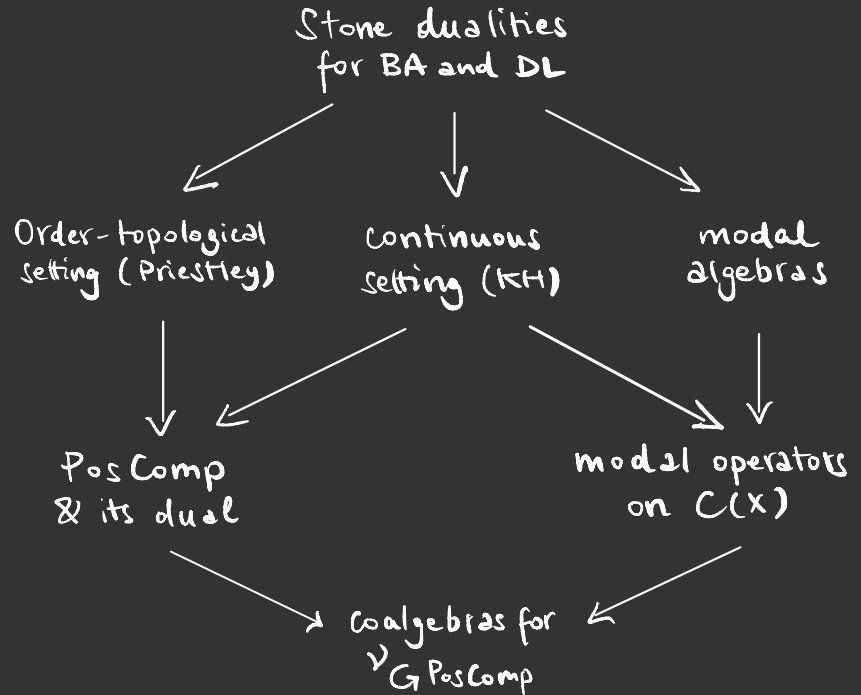 Stone dualities
for BA and DL
Order-topological
setting (Priestley)
continuous
setting (KH)
modal
algebras
PosComp
& its dual
modal operators
on C(X)
coalgebras for
ν G PosComp